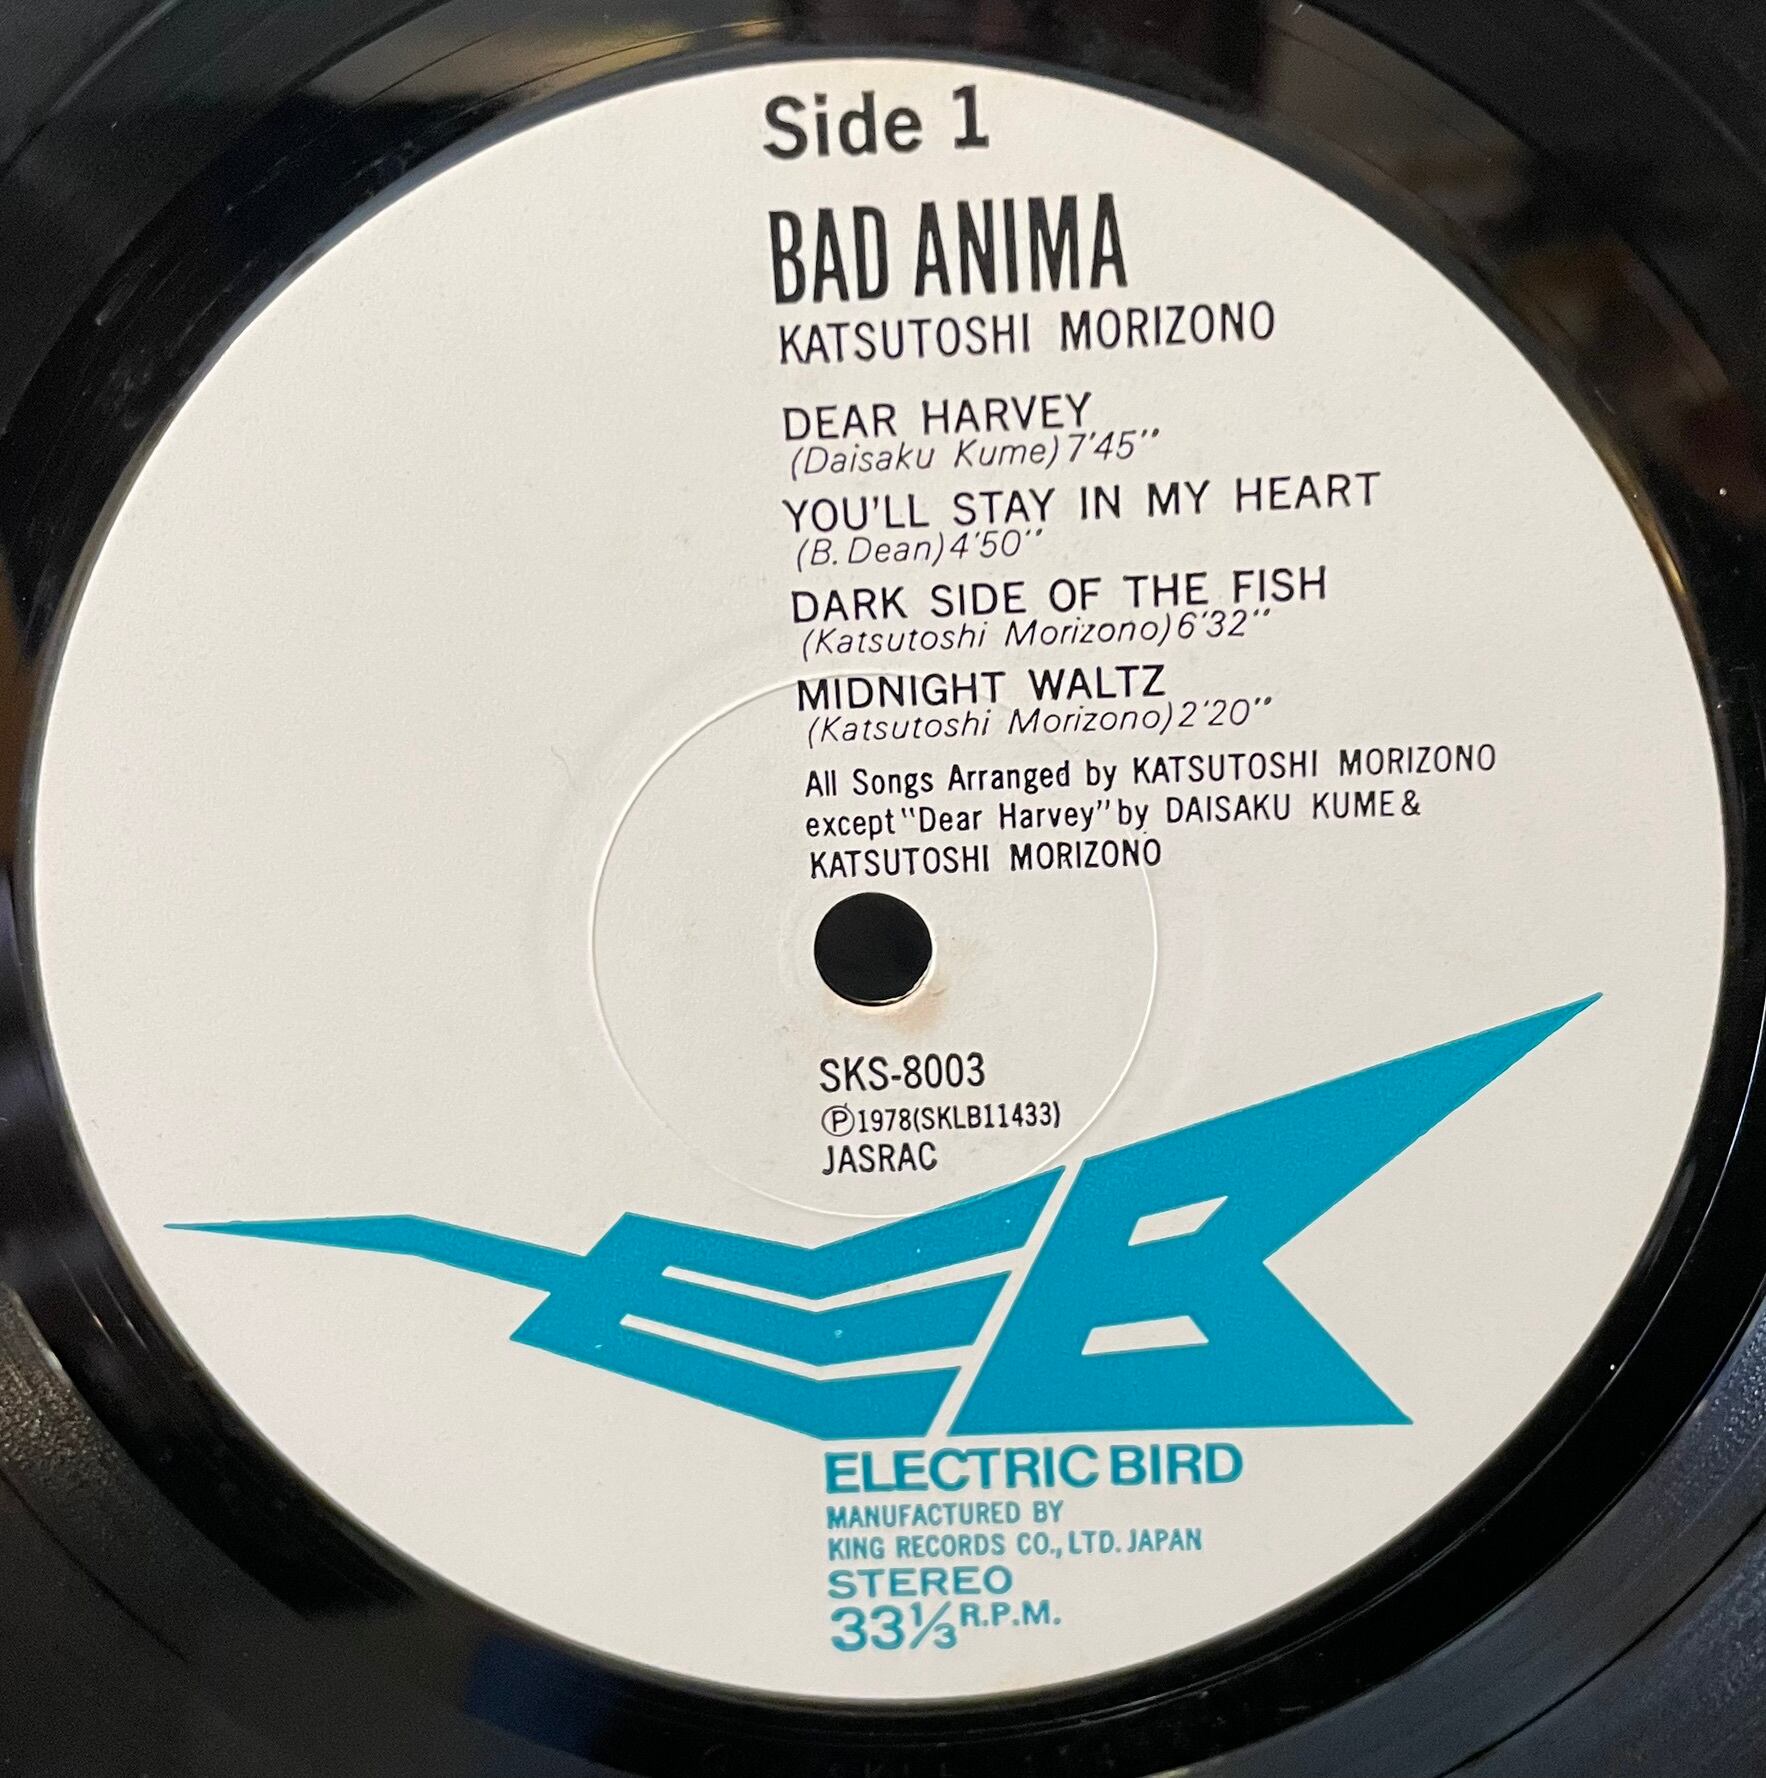 Side 1
BAD ANIMA
KATSUTOSHI MORIZONO
DEAR HARVEY
(Daisaku Kume) 7'45''
YOU'LL STAY IN MY HEART
(B. Dean) 4'50''
DARK SIDE OF THE FISH
(Katsutoshi Morizono) 6'32''
MIDNIGHT WALTZ
(Katsutoshi Morizono) 2'20''
All Songs Arranged by KATSUTOSHI MORIZONO
except "Dear Harvey" by DAISAKU KUME &
KATSUTOSHI MORIZONO
SKS-8003
Ⓟ1978(SKLB11433)
JASRAC
EB
ELECTRIC BIRD
MANUFACTURED BY
KING RECORDS CO., LTD. JAPAN
STEREO
33⅓ R.P.M.